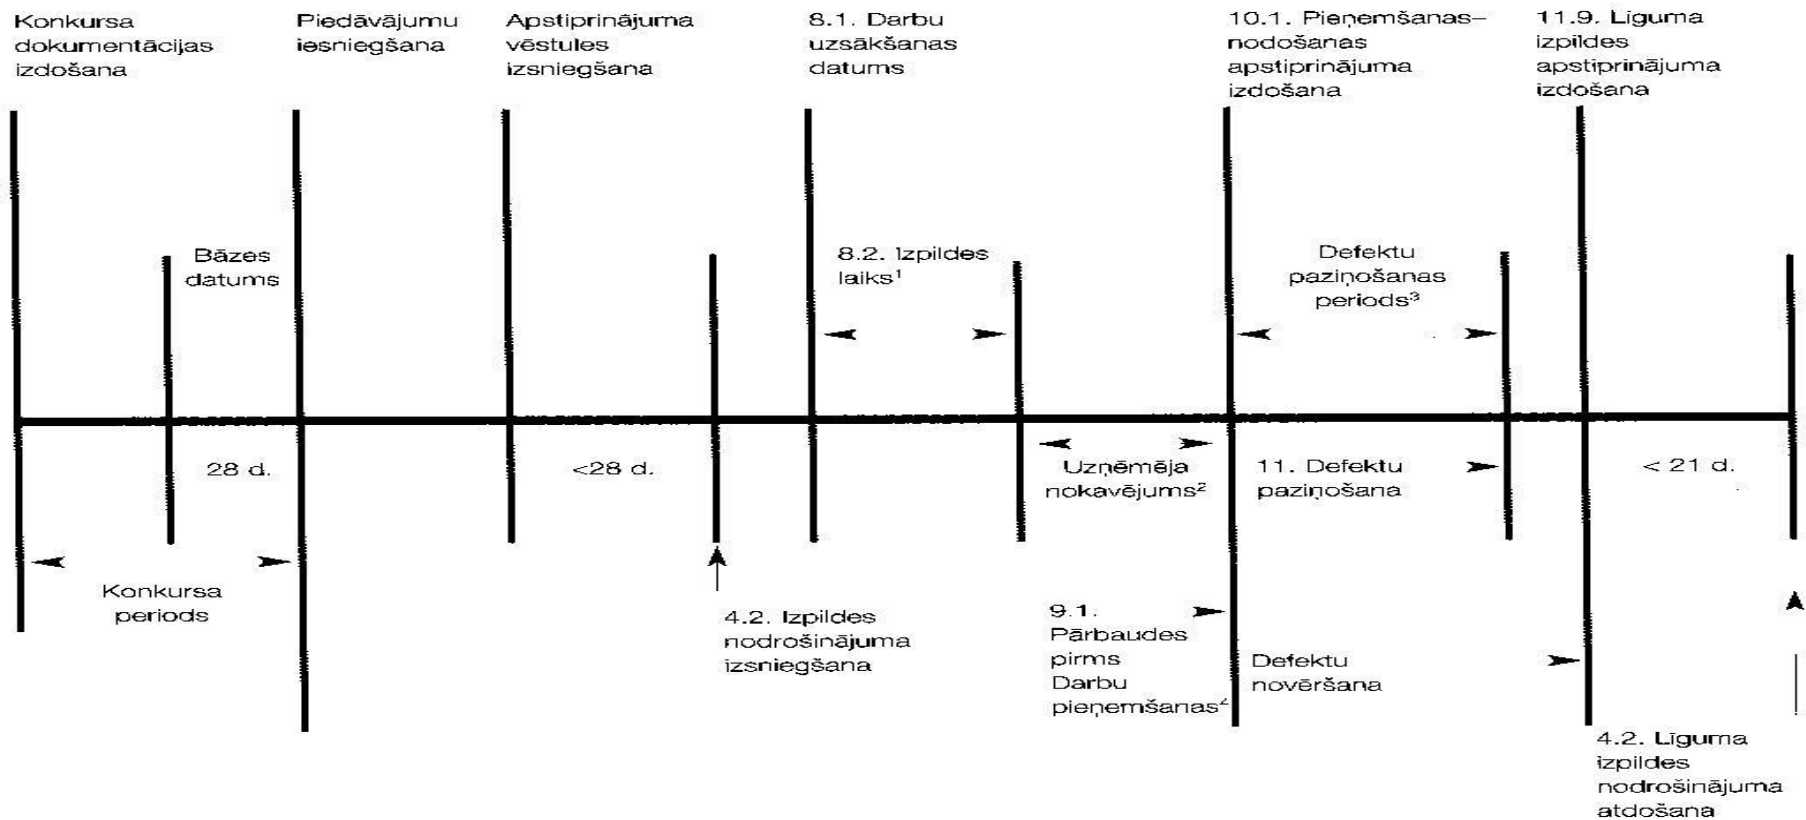 Konkursa
dokumentācijas
izdošana
Piedāvājumu
iesniegšana
Apstiprinājuma
vēstules
izsniegšana
8.1. Darbu
uzsākšanas
datums
10.1. Pieņemšanas–
nodošanas
apstiprinājuma
izdošana
11.9. Līguma
izpildes
apstiprinājuma
izdošana
Bāzes
datums
8.2. Izpildes
laiks¹
Defektu
paziņošanas
periods³
28 d.
<28 d.
Uzņēmēja
nokavējums²
11. Defektu
paziņošana
< 21 d.
Konkursa
periods
4.2. Izpildes
nodrošinājuma
izsniegšana
9.1.
Pārbaudes
pirms
Darbu
pieņemšanas²
Defektu
novēršana
4.2. Līguma
izpildes
nodrošinājuma
atdošana